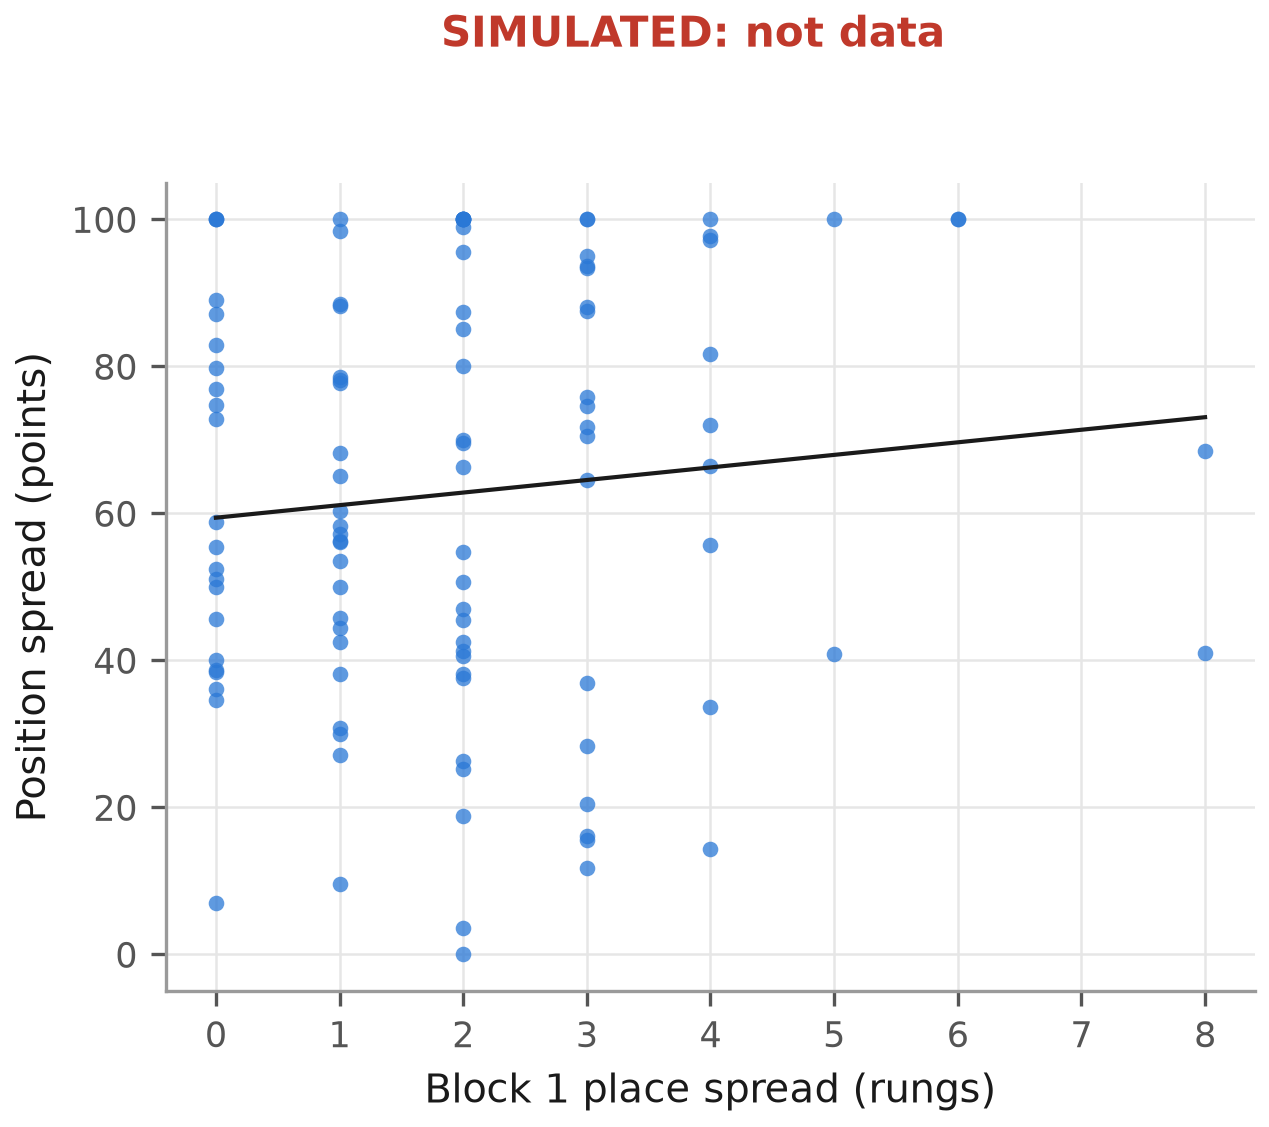 SIMULATED: not data
Position spread (points)
100
80
60
40
20
0
0 1 2 3 4 5 6 7 8
Block 1 place spread (rungs)